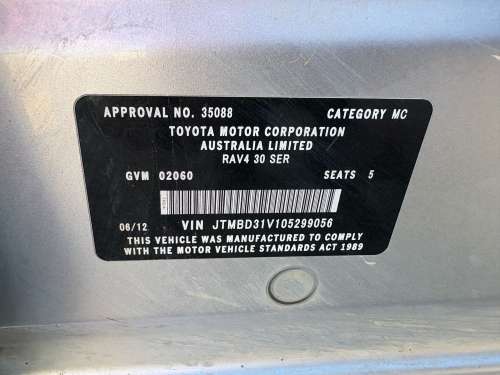 APPROVAL NO. 35088 CATEGORY MC
TOYOTA MOTOR CORPORATION
AUSTRALIA LIMITED
RAV4 30 SER
GVM 02060 SEATS 5
06/12 VIN JTMBD31V105299056
THIS VEHICLE WAS MANUFACTURED TO COMPLY
WITH THE MOTOR VEHICLE STANDARDS ACT 1989